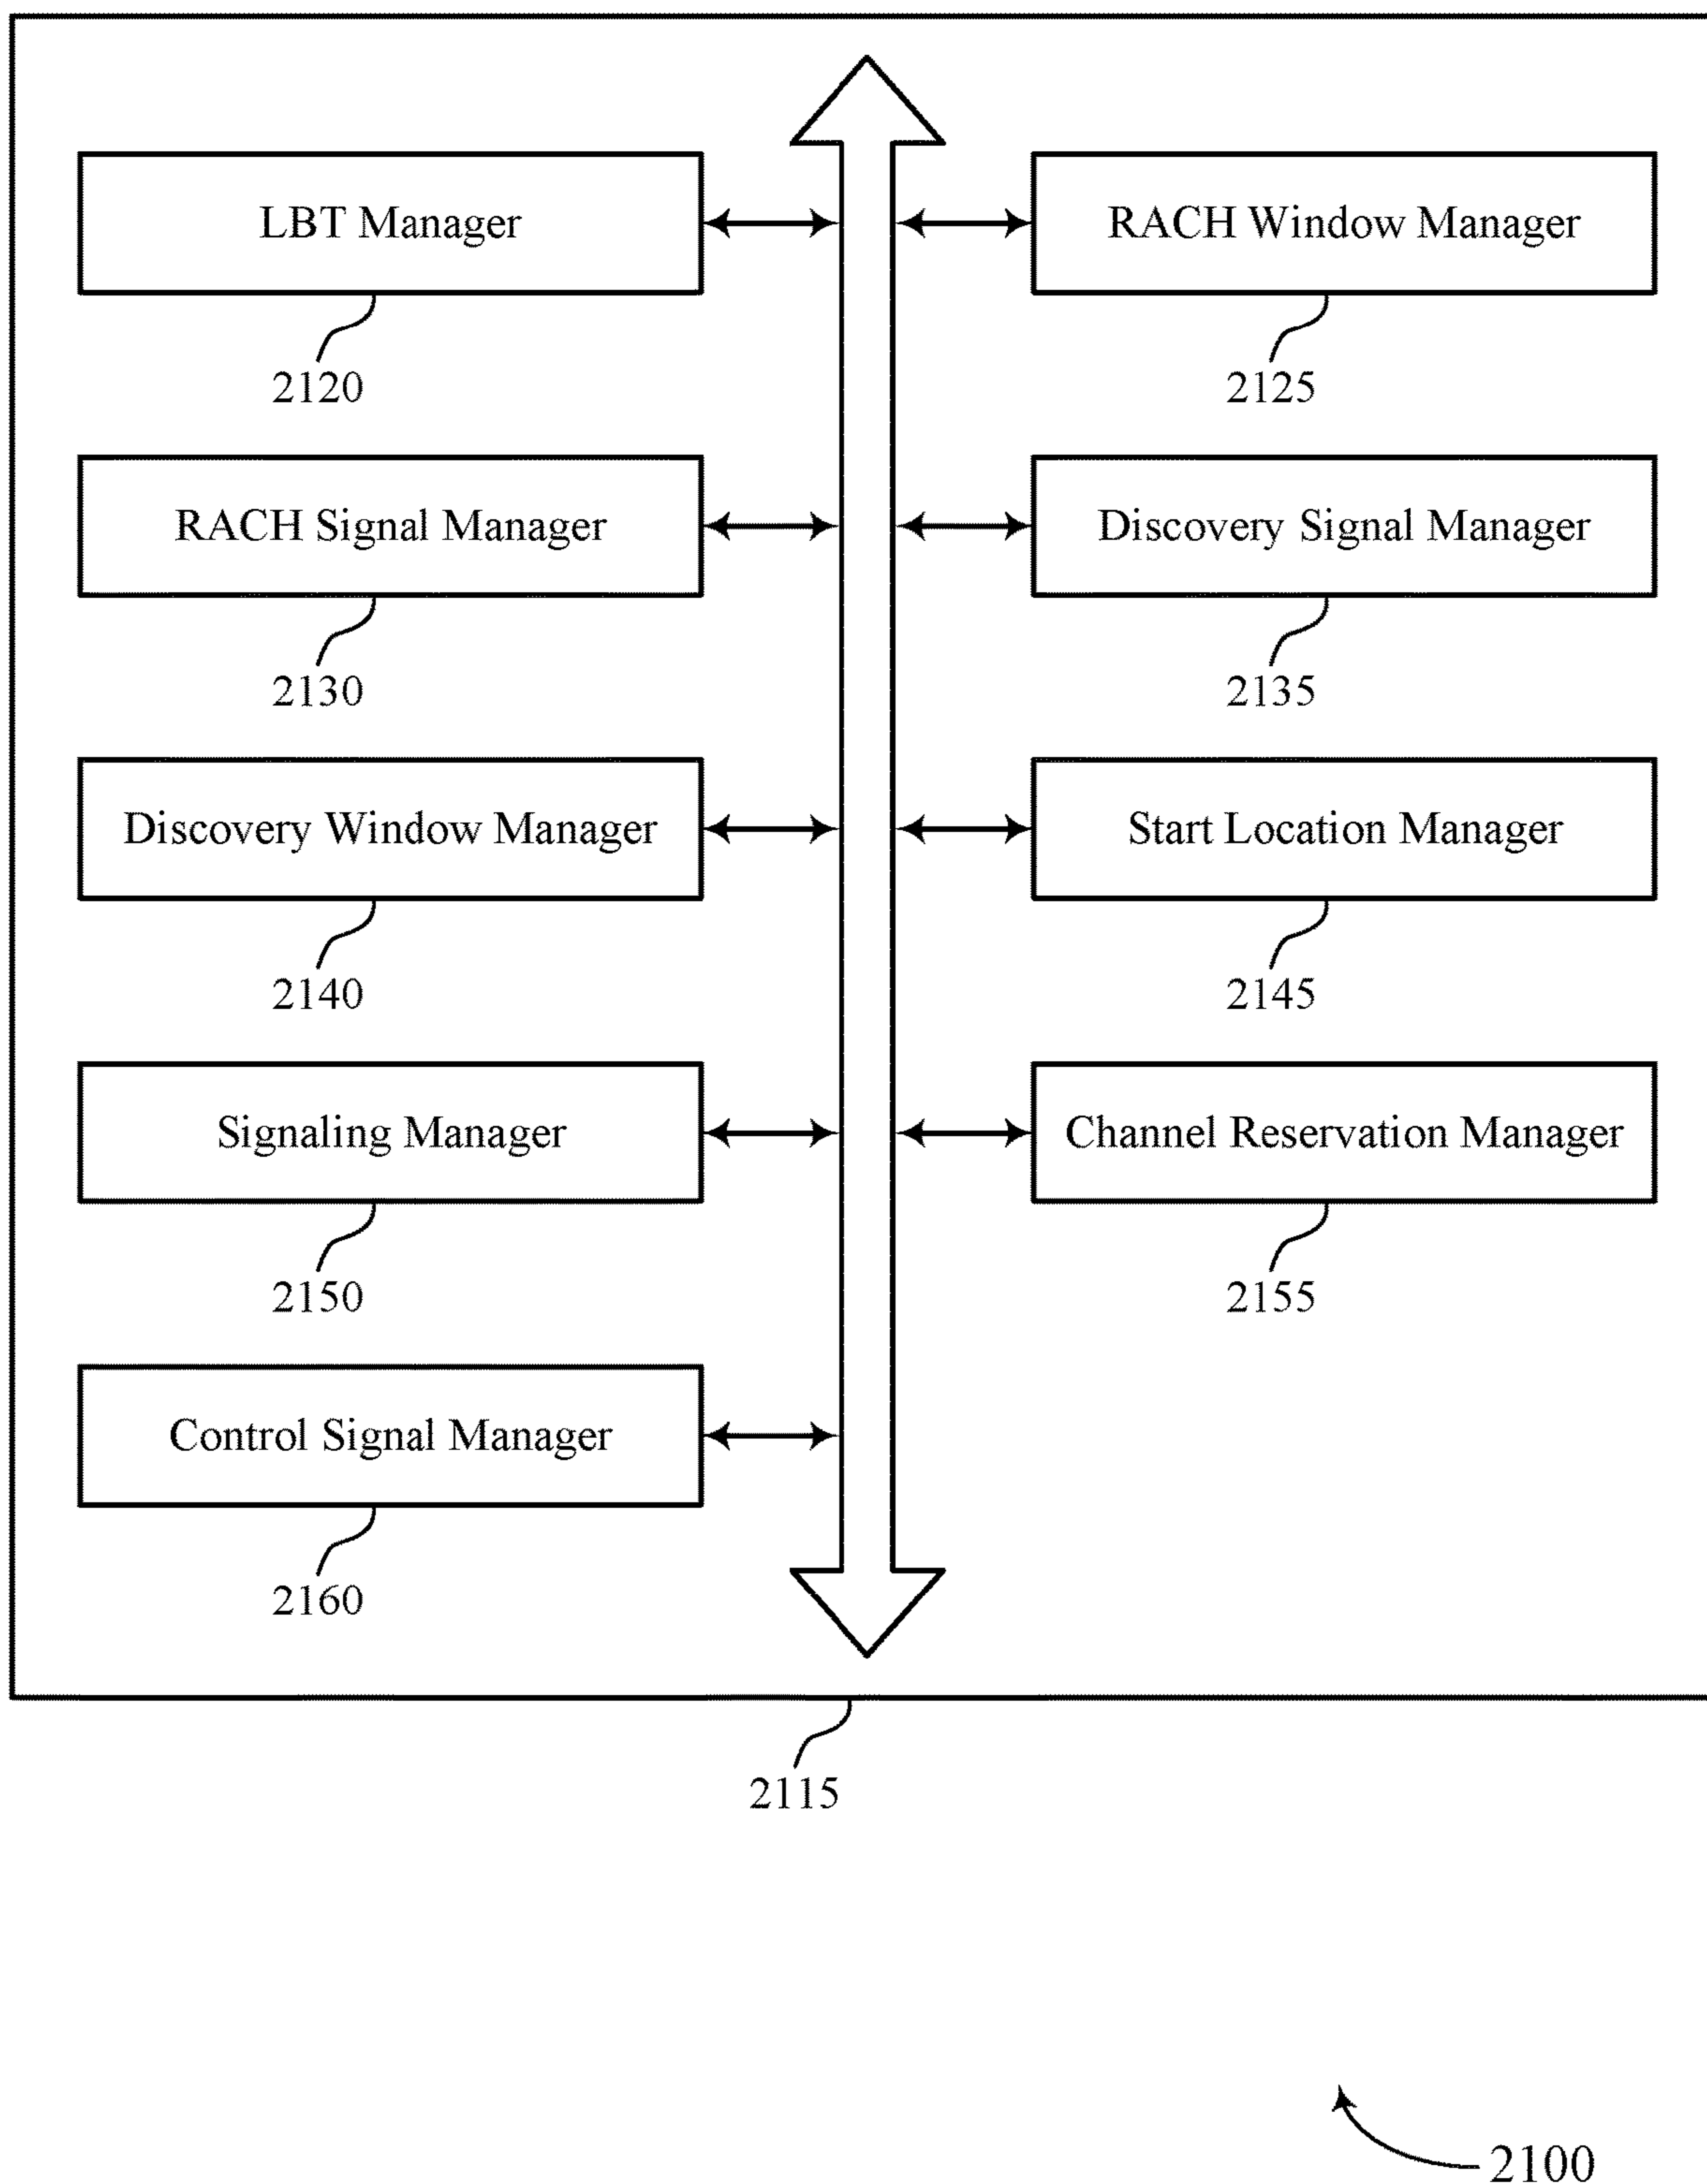 LBT Manager
RACH Window Manager
2120
2125
RACH Signal Manager
Discovery Signal Manager
2130
2135
Discovery Window Manager
Start Location Manager
2140
2145
Signaling Manager
Channel Reservation Manager
2150
2155
Control Signal Manager
2160
2115
2100